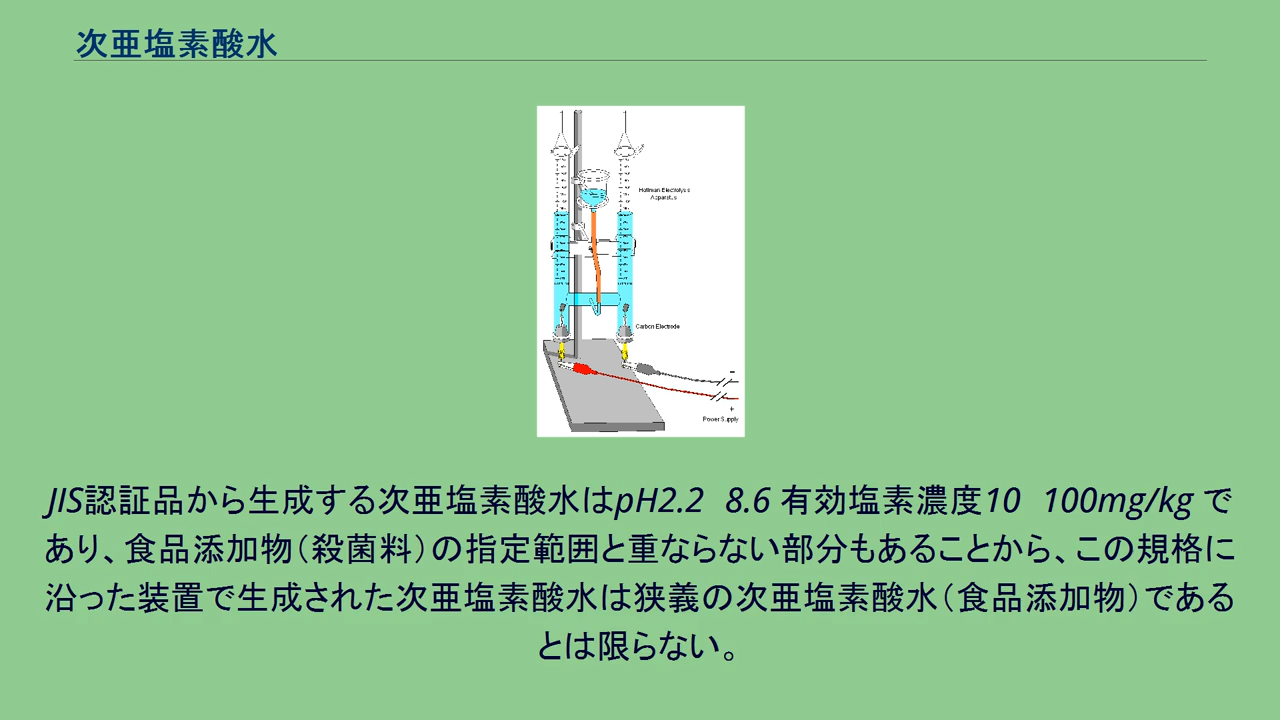 次亜塩素酸水
Hoffman Electrolysis
Apparatus
Carbon Electrode
−
+
Power Supply
JIS認証品から生成する次亜塩素酸水はpH2.2 8.6 有効塩素濃度10 100mg/kg で
あり、食品添加物（殺菌料）の指定範囲と重ならない部分もあることから、この規格に
沿った装置で生成された次亜塩素酸水は狭義の次亜塩素酸水（食品添加物）である
とは限らない。